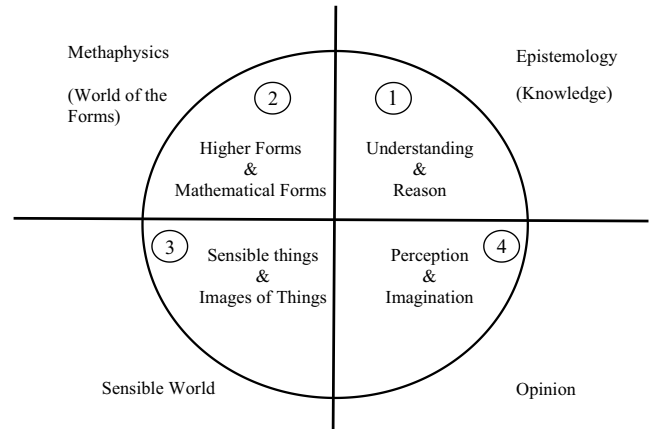 Methaphysics
(World of the
Forms)
Epistemology
(Knowledge)
2
Higher Forms
&
Mathematical Forms
1
Understanding
&
Reason
3
Sensible things
&
Images of Things
4
Perception
&
Imagination
Sensible World
Opinion